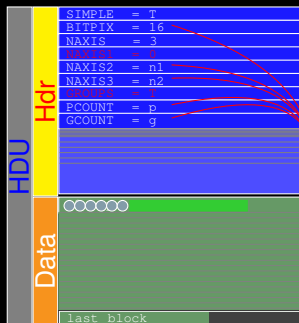 SIMPLE = T
BITPIX = 16
NAXIS = 3
NAXIS1 = 0
NAXIS2 = n1
NAXIS3 = n2
GROUPS = T
PCOUNT = p
GCOUNT = g
HDU
Hdr
Data
last block